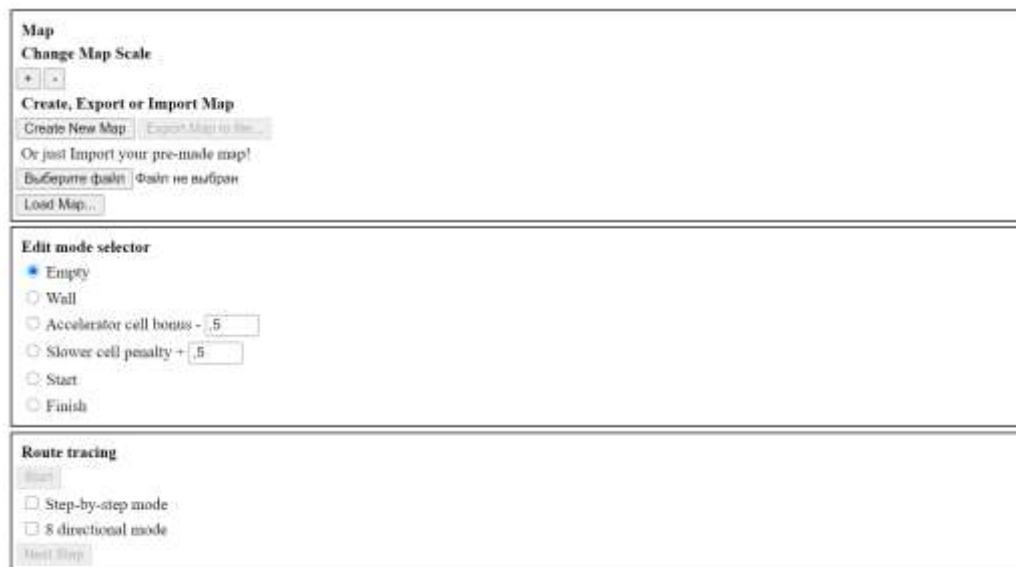 Map
Change Map Scale
+ -
Create, Export or Import Map
Create New Map Export Map to file...
Or just Import your pre-made map!
Выберите файл Файл не выбран
Load Map...
Edit mode selector
Empty
Wall
Accelerator cell bonus - .5
Slower cell penalty + .5
Start
Finish
Route tracing
Start
Step-by-step mode
8 directional mode
Next Step